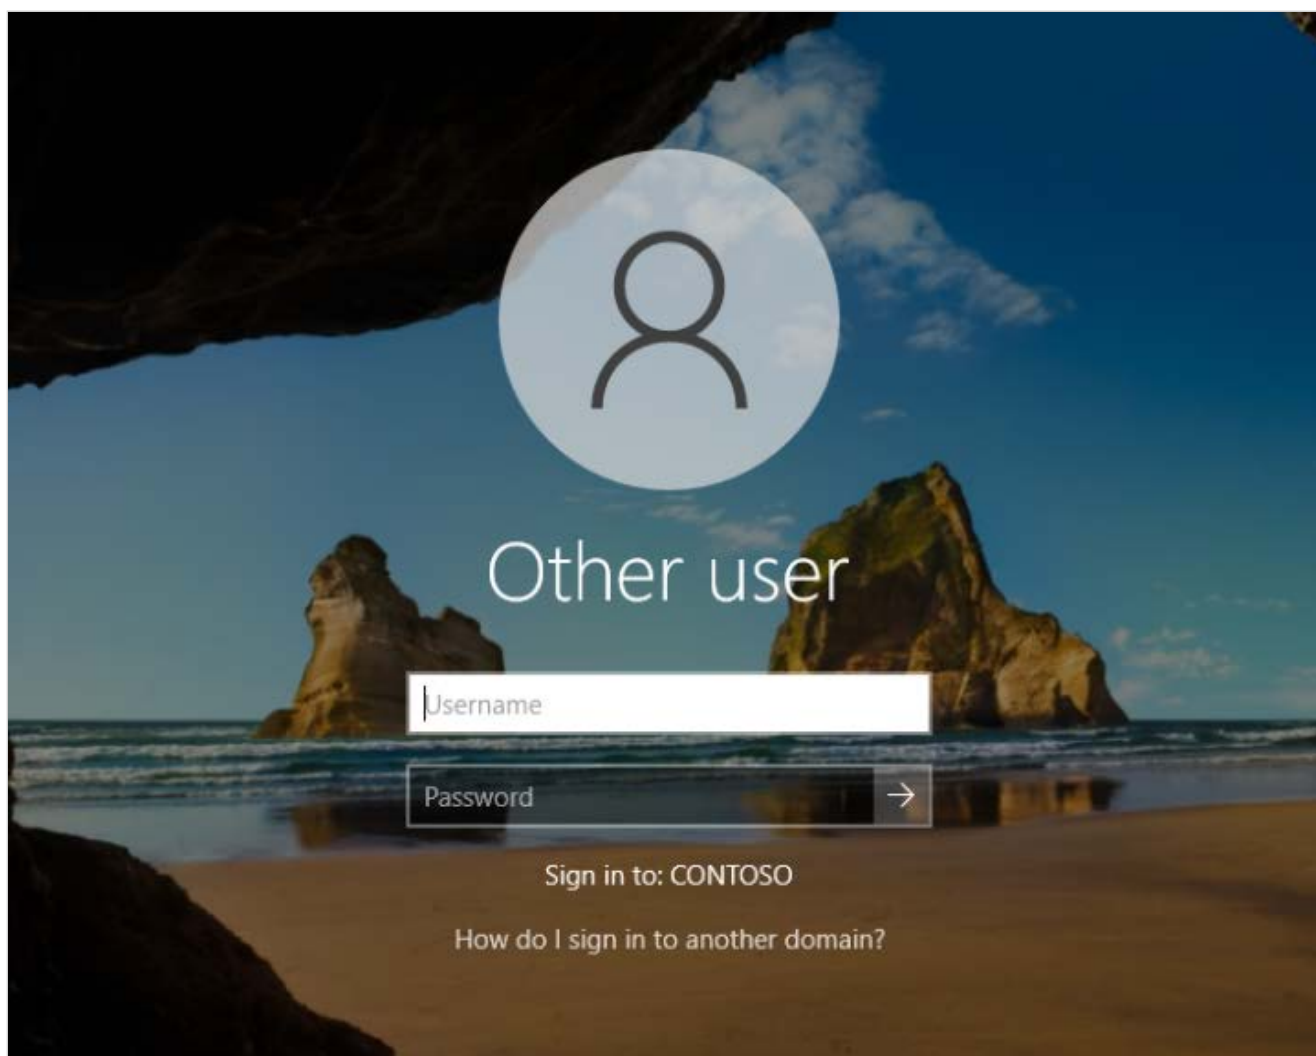 Other user
Username
Password
Sign in to: CONTOSO
How do I sign in to another domain?